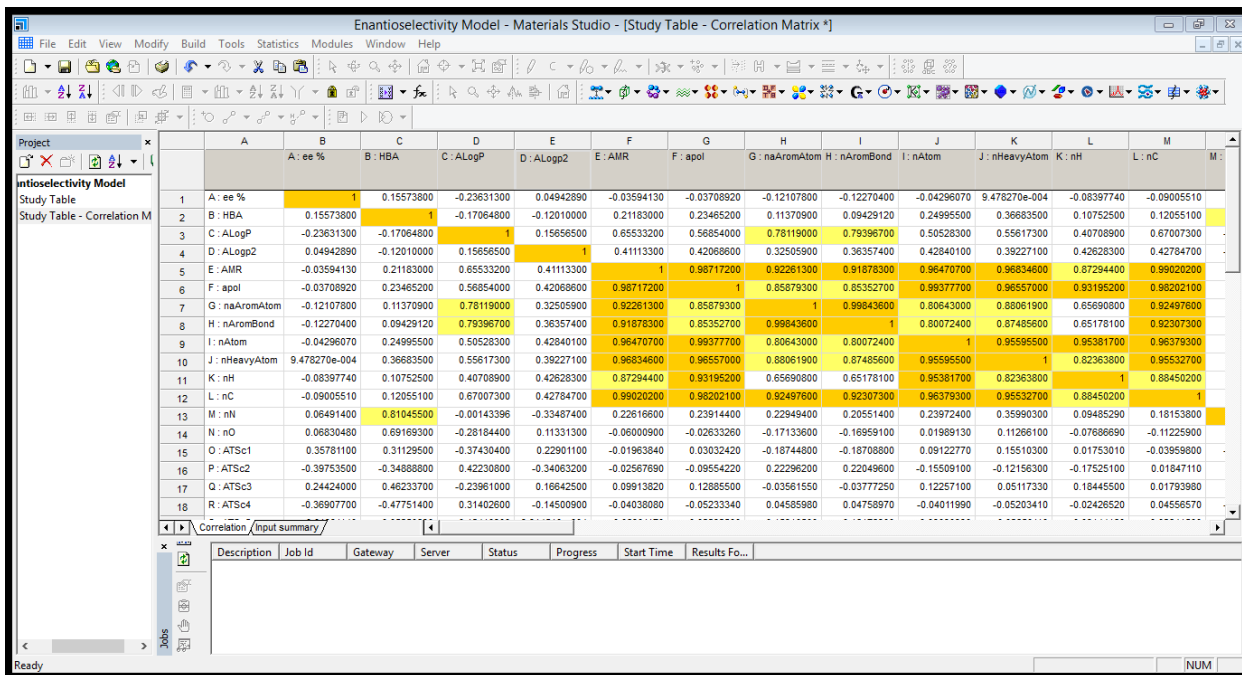 Enantioselectivity Model - Materials Studio - [Study Table - Correlation Matrix *]
File Edit View Modify Build Tools Statistics Modules Window Help
Project
ntioselectivity Model
Study Table
Study Table - Correlation M
A B C D E F G H I J K L M
A : ee % B : HBA C : ALogP D : ALogp2 E : AMR F : apol G : naAromAtom H : nAromBond I : nAtom J : nHeavyAtom K : nH L : nC M :
1 A : ee % 1 0.15573800 -0.23631300 0.04942890 -0.03594130 -0.03708920 -0.12107800 -0.12270400 -0.04296070 9.478270e-004 -0.08397740 -0.09005510
2 B : HBA 0.15573800 1 -0.17064800 -0.12010000 0.21183000 0.23465200 0.11370900 0.09429120 0.24995500 0.36683500 0.10752500 0.12055100
3 C : ALogP -0.23631300 -0.17064800 1 0.15656500 0.65533200 0.56854000 0.78119000 0.79396700 0.50528300 0.55617300 0.40708900 0.67007300
4 D : ALogp2 0.04942890 -0.12010000 0.15656500 1 0.41113300 0.42068600 0.32505900 0.36357400 0.42840100 0.39227100 0.42628300 0.42784700
5 E : AMR -0.03594130 0.21183000 0.65533200 0.41113300 1 0.98717200 0.92261300 0.91878300 0.96470700 0.96834600 0.87294400 0.99020200
6 F : apol -0.03708920 0.23465200 0.56854000 0.42068600 0.98717200 1 0.85879300 0.85352700 0.99377700 0.96557000 0.93195200 0.98202100
7 G : naAromAtom -0.12107800 0.11370900 0.78119000 0.32505900 0.92261300 0.85879300 1 0.99843600 0.80643000 0.88061900 0.65690800 0.92497600
8 H : nAromBond -0.12270400 0.09429120 0.79396700 0.36357400 0.91878300 0.85352700 0.99843600 1 0.80072400 0.87485600 0.65178100 0.92307300
9 I : nAtom -0.04296070 0.24995500 0.50528300 0.42840100 0.96470700 0.99377700 0.80643000 0.80072400 1 0.95595500 0.95381700 0.96379300
10 J : nHeavyAtom 9.478270e-004 0.36683500 0.55617300 0.39227100 0.96834600 0.96557000 0.88061900 0.87485600 0.95595500 1 0.82363800 0.95532700
11 K : nH -0.08397740 0.10752500 0.40708900 0.42628300 0.87294400 0.93195200 0.65690800 0.65178100 0.95381700 0.82363800 1 0.88450200
12 L : nC -0.09005510 0.12055100 0.67007300 0.42784700 0.99020200 0.98202100 0.92497600 0.92307300 0.96379300 0.95532700 0.88450200 1
13 M : nN 0.06491400 0.81045500 -0.00143396 -0.33487400 0.22616600 0.23914400 0.22949400 0.20551400 0.23972400 0.35990300 0.09485290 0.18153800
14 N : nO 0.06830480 0.69169300 -0.28184400 0.11331300 -0.06000900 -0.02633260 -0.17133600 -0.16959100 0.01989130 0.11266100 -0.07686690 -0.11225900
15 O : ATSc1 0.35781100 0.31129500 -0.37430400 0.22901100 -0.01963840 0.03032420 -0.18744800 -0.18708800 0.09122770 0.15510300 0.01753010 -0.03959800
16 P : ATSc2 -0.39753500 -0.34888800 0.42230800 -0.34063200 -0.02567690 -0.09554220 0.22296200 0.22049600 -0.15509100 -0.12156300 -0.17525100 0.01847110
17 Q : ATSc3 0.24424000 0.46233700 -0.23961000 0.16642500 0.09913820 0.12885500 -0.03561550 -0.03777250 0.12257100 0.05117330 0.18445500 0.01793980
18 R : ATSc4 -0.36907700 -0.47751400 0.31402600 -0.14500900 -0.04038080 -0.05233340 0.04585980 0.04758970 -0.04011990 -0.05203410 -0.02426520 0.04556570
Correlation Input summary
Description Job Id Gateway Server Status Progress Start Time Results Fo...
Jobs
Ready NUM